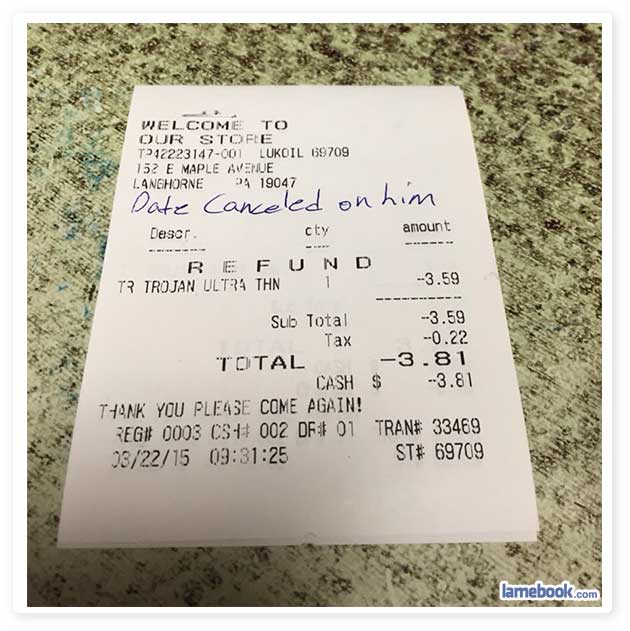 WELCOME TO
OUR STORE
TP42223147-001 LUKOIL 69709
152 E MAPLE AVENUE
LANGHORNE PA 19047
Date Canceled on him
Descr. qty amount
REFUND
TR TROJAN ULTRA THN 1 -3.59
Sub Total -3.59
Tax -0.22
TOTAL -3.81
CASH $ -3.81
THANK YOU PLEASE COME AGAIN!
REG# 0003 CSH# 002 DR# 01 TRAN# 33469
03/22/15 09:31:25 ST# 69709
lamebook.com